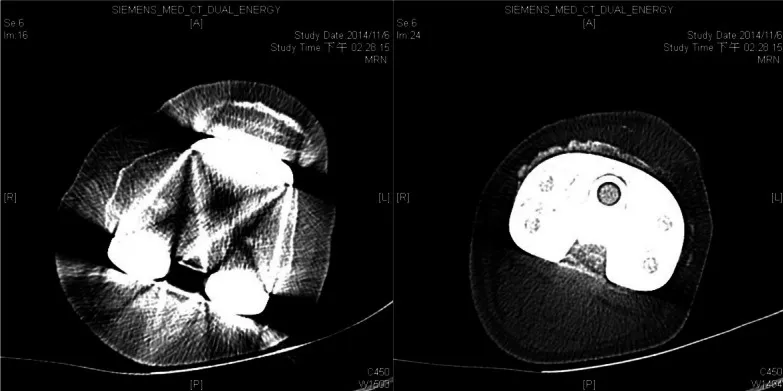 SIEMENS_MED_CT_DUAL_ENERGY
Se 6
[A]
Im:16
Study Date 2014/11/6
Study Time 下午 02:28:15
MRN
[R]
[L]
C450
[P]
W1500
SIEMENS_MED_CT_DUAL_ENERGY
Se 6
[A]
Im:24
Study Date 2014/11/6
Study Time 下午 02:28:15
MRN
[R]
[L]
C450
[P]
W1500